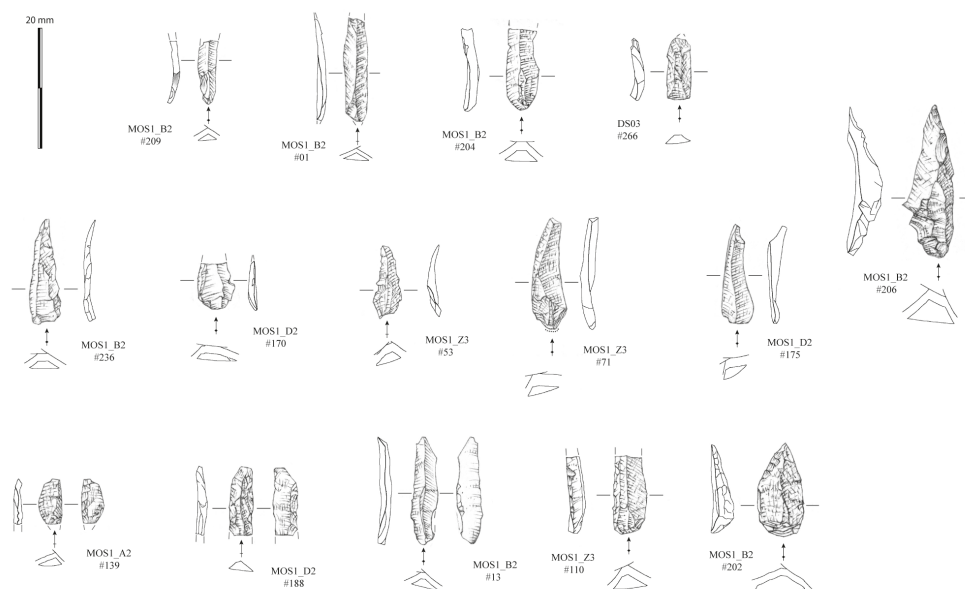 20 mm
MOS1_B2
#209
MOS1_B2
#01
MOS1_B2
#204
DS03
#266
MOS1_B2
#206
MOS1_B2
#236
MOS1_D2
#170
MOS1_Z3
#53
MOS1_Z3
#71
MOS1_D2
#175
MOS1_A2
#139
MOS1_D2
#188
MOS1_B2
#13
MOS1_Z3
#110
MOS1_B2
#202